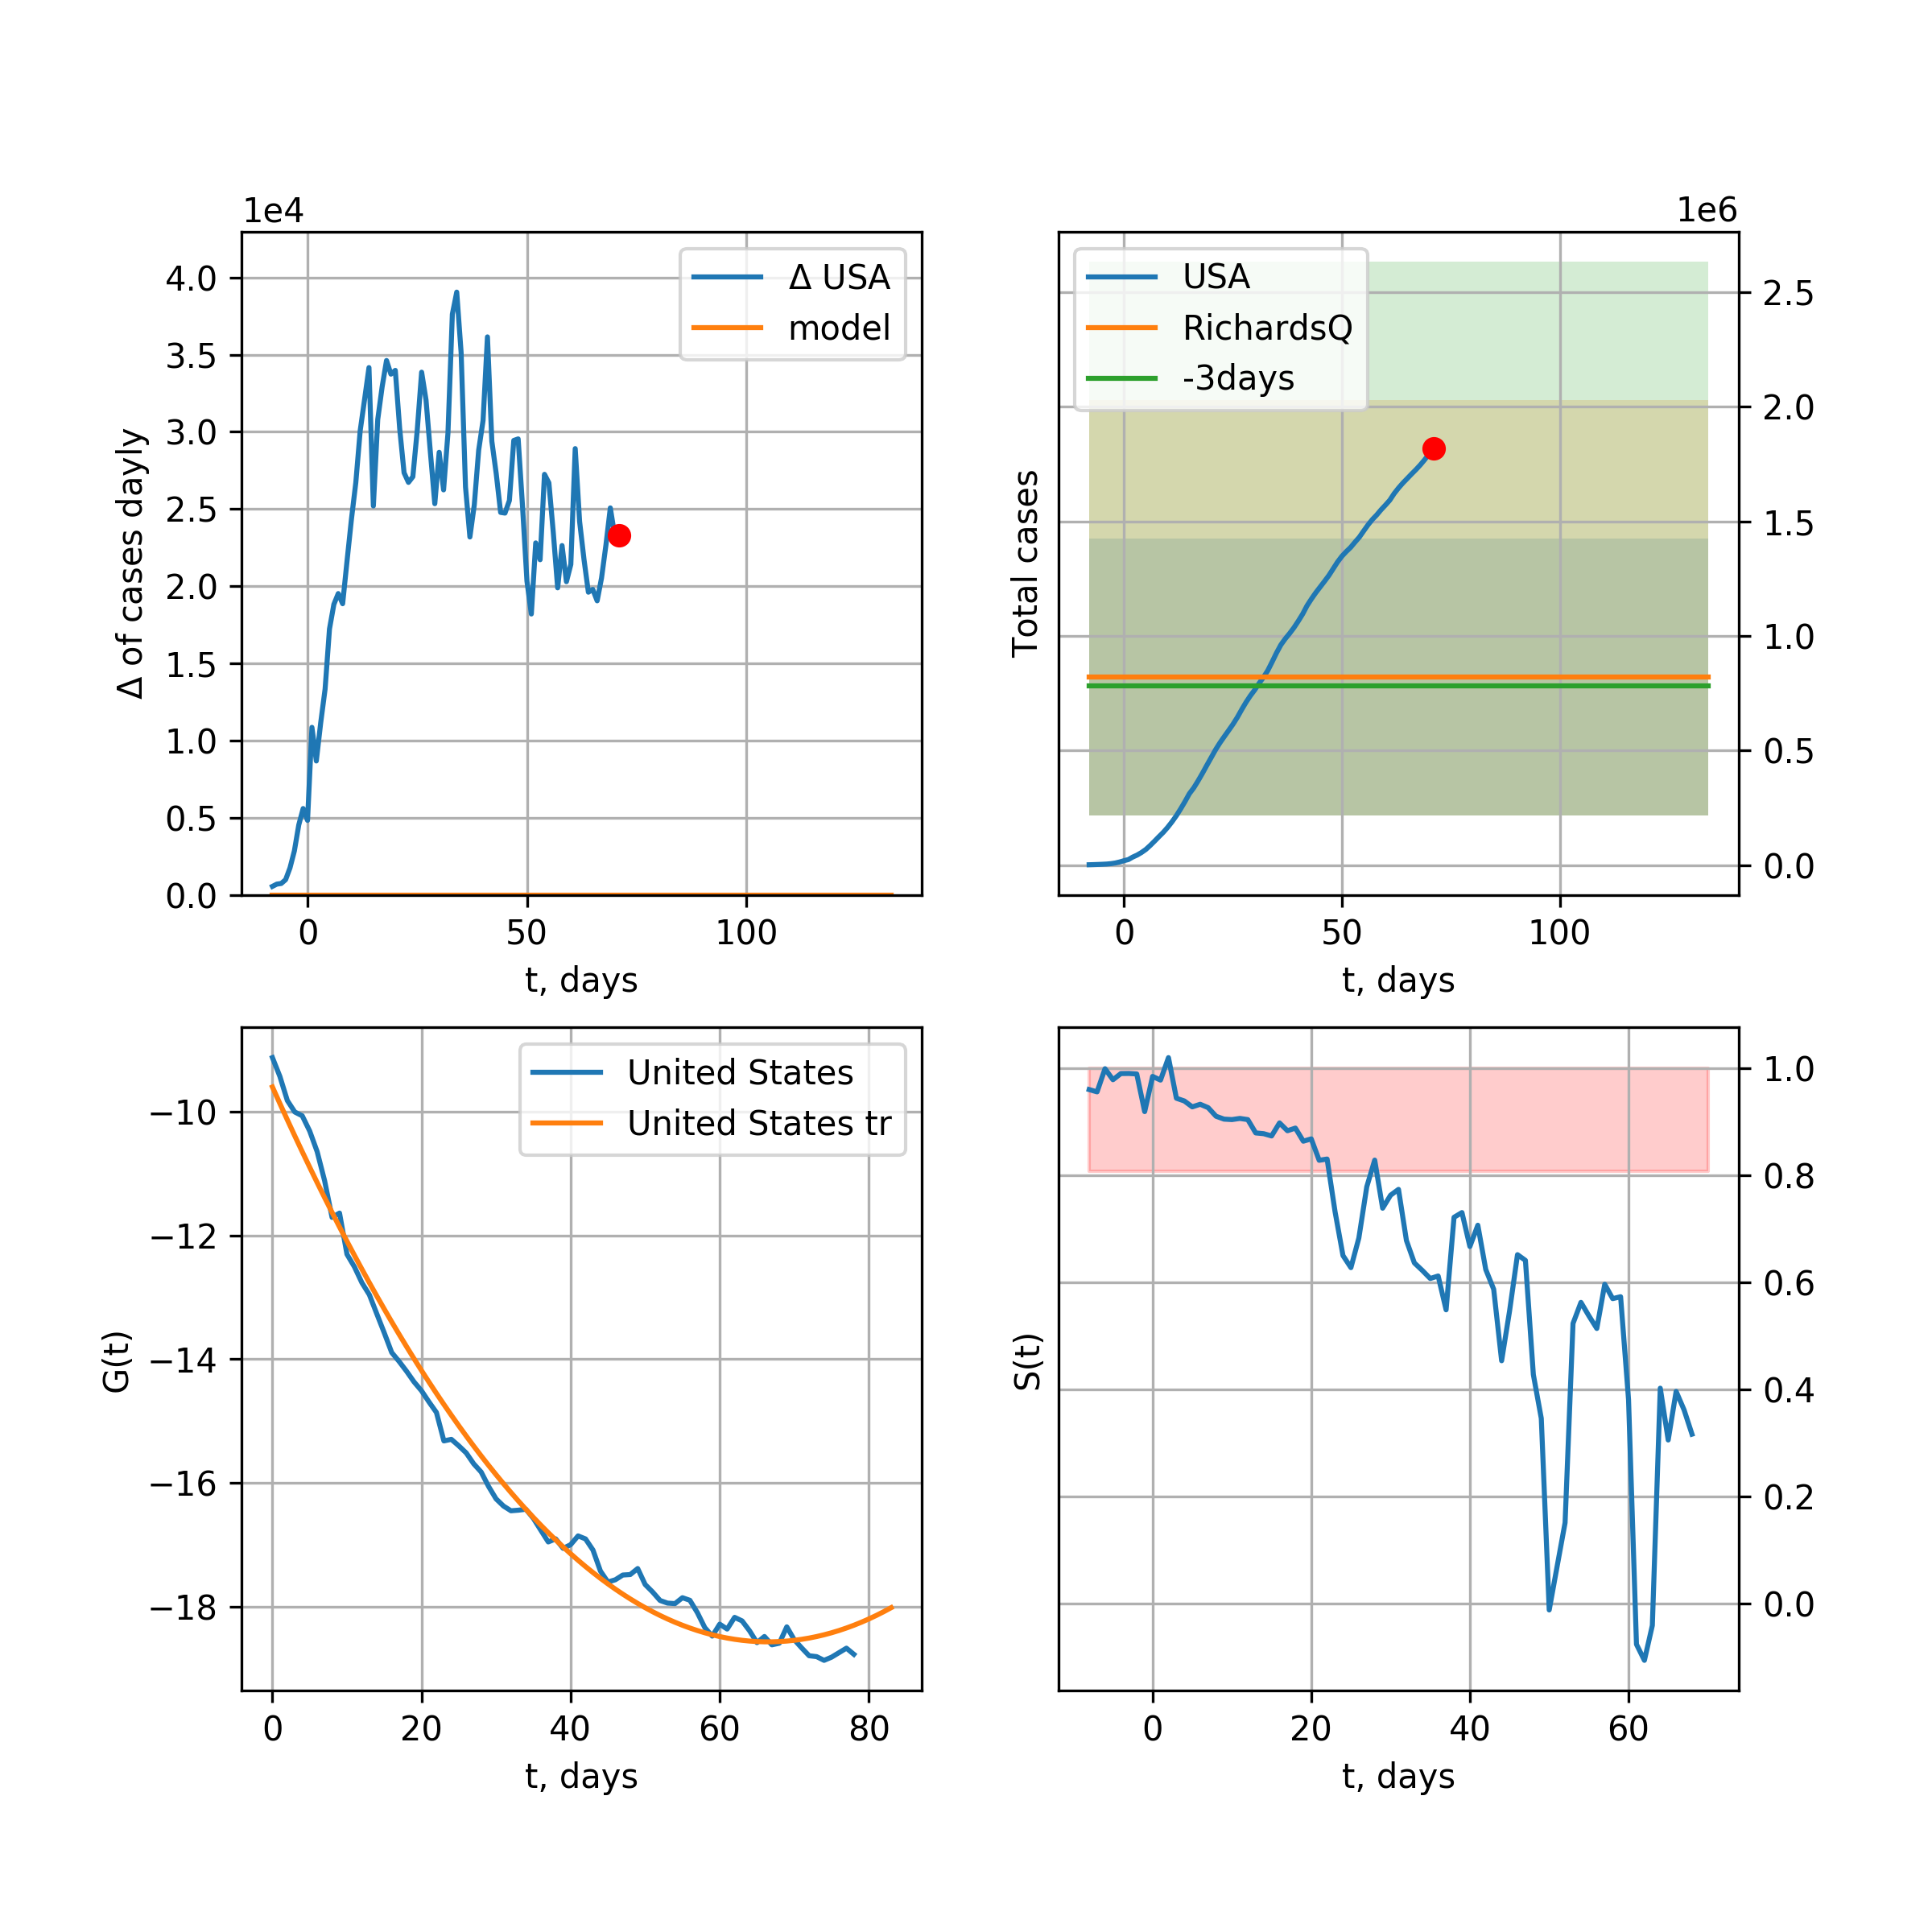 1e4
4.0
3.5
3.0
2.5
2.0
1.5
1.0
0.5
0.0
Δ of cases dayly
Δ USA
model
0
50
100
t, days
1e6
USA
RichardsQ
-3days
Total cases
2.5
2.0
1.5
1.0
0.5
0.0
0
50
100
t, days
United States
United States tr
G(t)
−10
−12
−14
−16
−18
0
20
40
60
80
t, days
S(t)
1.0
0.8
0.6
0.4
0.2
0.0
0
20
40
60
t, days